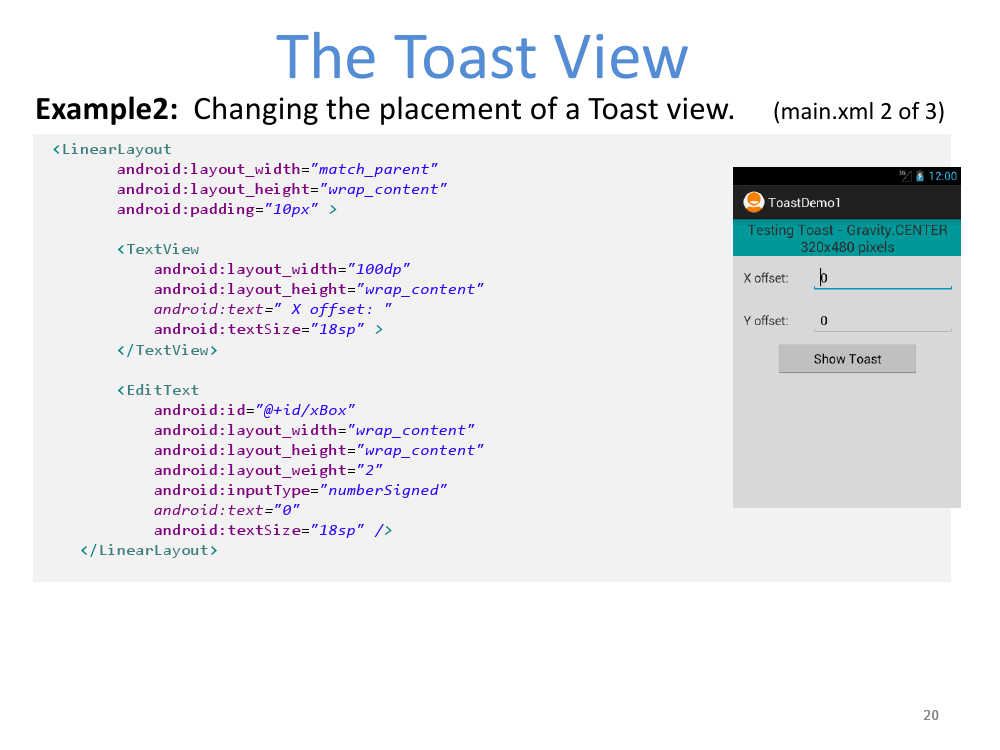 The Toast View
Example2: Changing the placement of a Toast view. (main.xml 2 of 3)
<LinearLayout
android:layout_width=”match_parent”
android:layout_height=”wrap_content”
android:padding=”10px” >
<TextView
android:layout_width=”100dp”
android:layout_height=”wrap_content”
android:text=” X offset: ”
android:textSize=”18sp” >
</TextView>
<EditText
android:id=”@+id/xBox”
android:layout_width=”wrap_content”
android:layout_height=”wrap_content”
android:layout_weight=”2”
android:inputType=”numberSigned”
android:text=”0”
android:textSize=”18sp” />
</LinearLayout>
3G 12:00
ToastDemo1
Testing Toast - Gravity.CENTER
320x480 pixels
X offset: 0
Y offset: 0
Show Toast
20